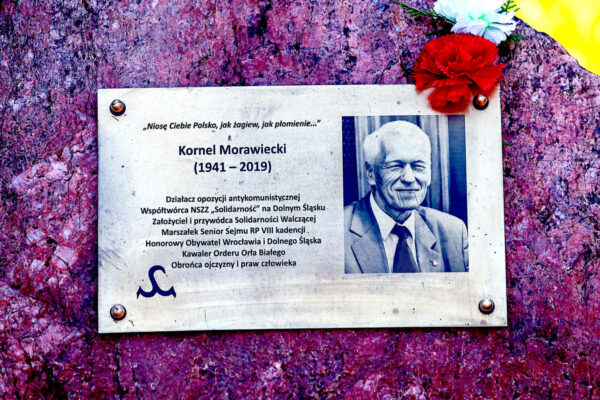 „Niosę Ciebie Polsko, jak żagiew, jak płomienie...”
Kornel Morawiecki
(1941 – 2019)
Działacz opozycji antykomunistycznej
Współtwórca NSZZ „Solidarność” na Dolnym Śląsku
Założyciel i przywódca Solidarności Walczącej
Marszałek Senior Sejmu RP VIII kadencji
Honorowy Obywatel Wrocławia i Dolnego Śląska
Kawaler Orderu Orła Białego
Obrońca ojczyzny i praw człowieka